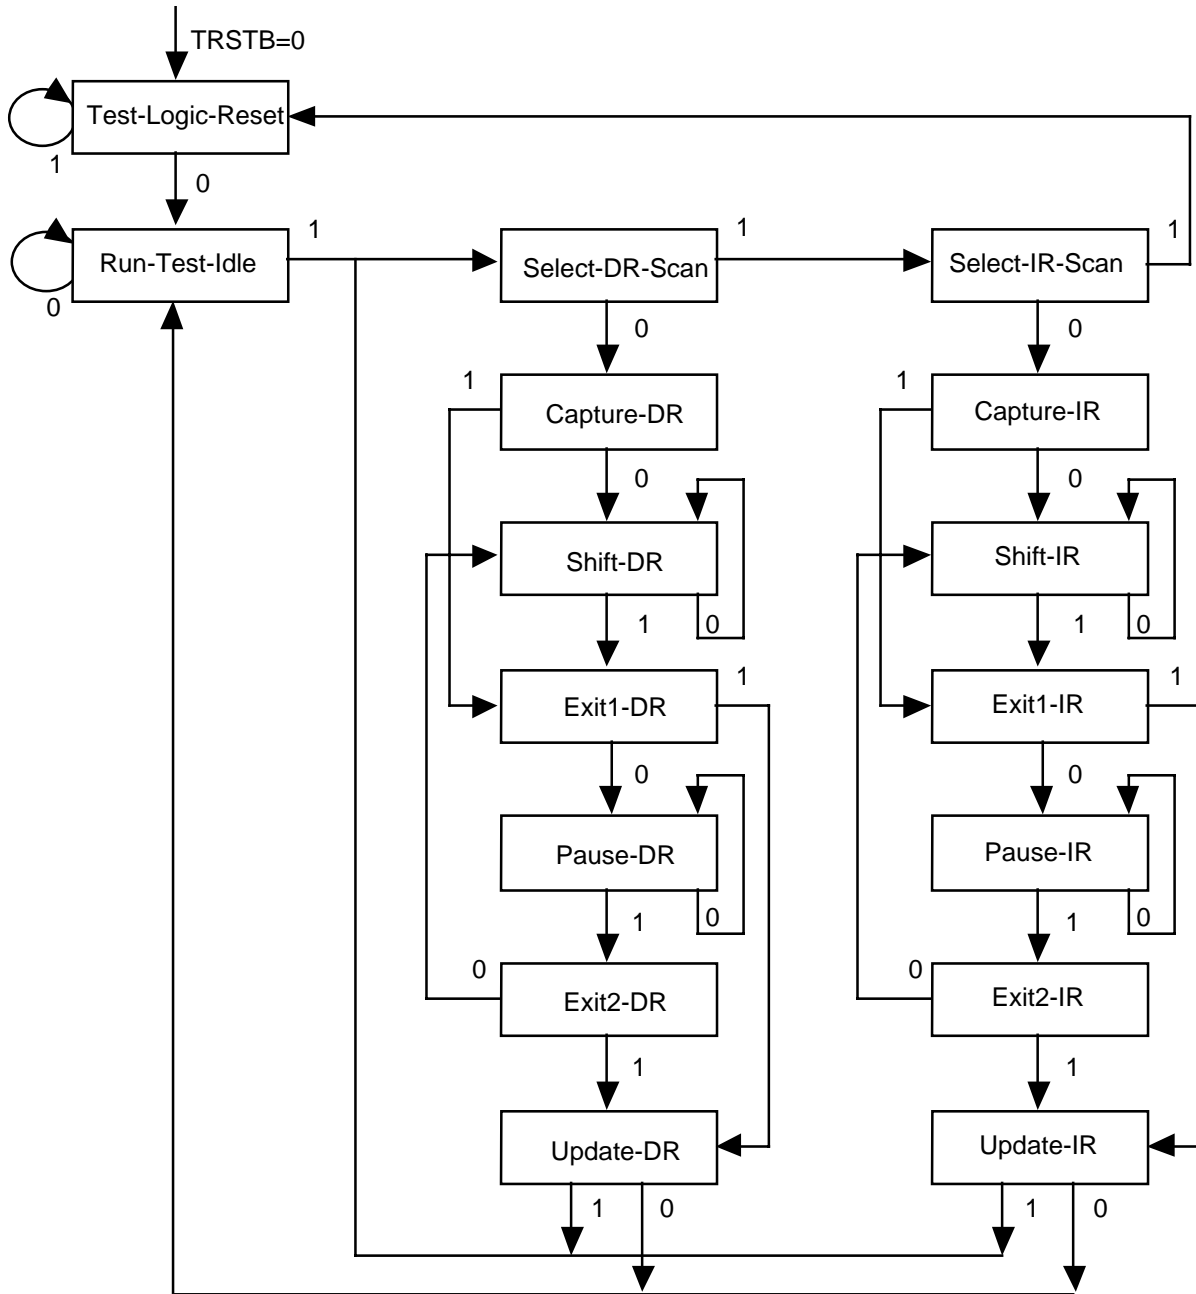 TRSTB=0
Test-Logic-Reset
1
0
1
1
1
Run-Test-Idle
Select-DR-Scan
Select-IR-Scan
0
0
0
1
1
Capture-DR
Capture-IR
0
0
Shift-DR
Shift-IR
1
0
1
0
1
1
Exit1-DR
Exit1-IR
0
0
Pause-DR
Pause-IR
1
0
1
0
0
0
Exit2-DR
Exit2-IR
1
1
Update-DR
Update-IR
1
0
1
0